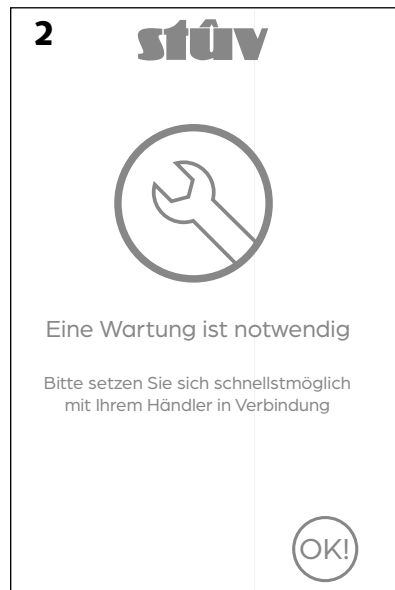 2
stûv
Eine Wartung ist notwendig
Bitte setzen Sie sich schnellstmöglich
mit Ihrem Händler in Verbindung
OK!